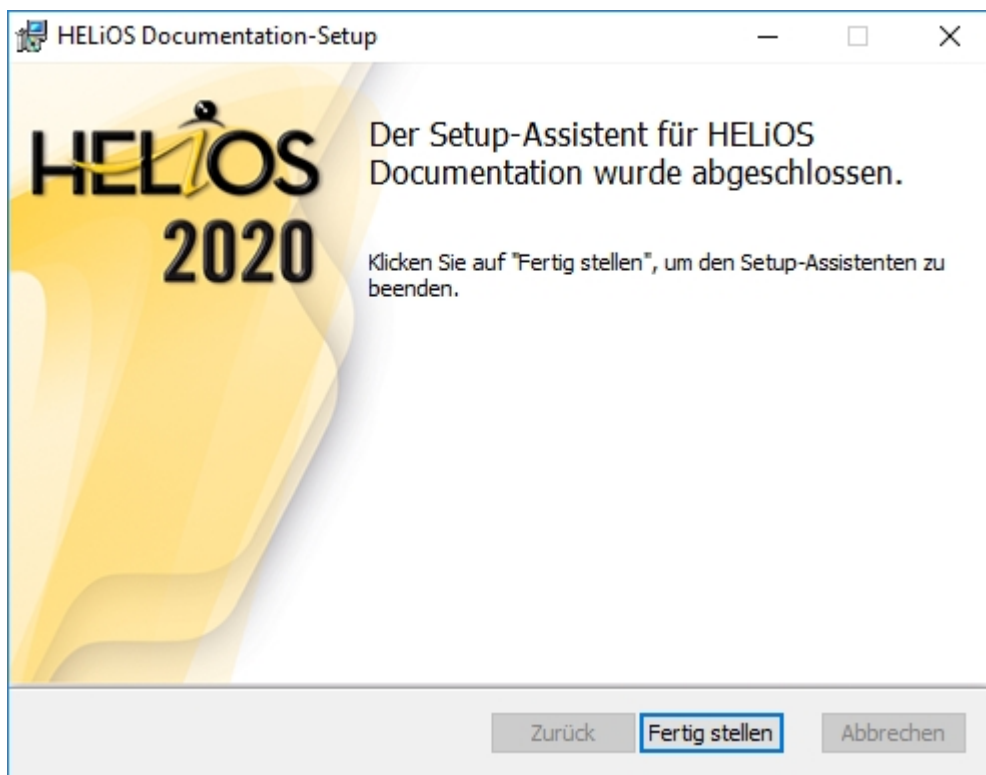 HELiOS Documentation-Setup
HELiOS
2020
Der Setup-Assistent für HELiOS
Documentation wurde abgeschlossen.
Klicken Sie auf "Fertig stellen", um den Setup-Assistenten zu
beenden.
Zurück
Fertig stellen
Abbrechen